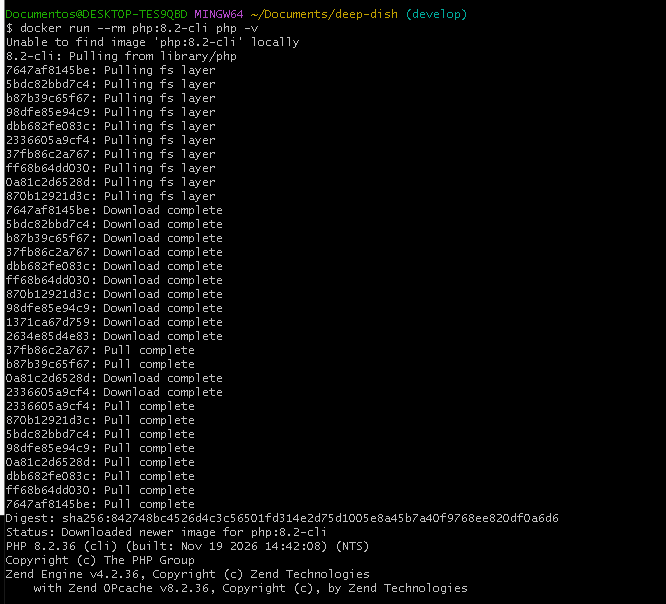 Documentos@DESKTOP-TES9QBD MINGW64 ~/Documents/deep-dish (develop)
$ docker run --rm php:8.2-cli php -v
Unable to find image 'php:8.2-cli' locally
8.2-cli: Pulling from library/php
7647af8145be: Pulling fs layer
5bdc82bbd7c4: Pulling fs layer
b87b39c65f67: Pulling fs layer
98dfe85e94c9: Pulling fs layer
dbb682fe083c: Pulling fs layer
2336605a9cf4: Pulling fs layer
37fb86c2a767: Pulling fs layer
ff68b64dd030: Pulling fs layer
0a81c2d6528d: Pulling fs layer
870b12921d3c: Pulling fs layer
7647af8145be: Download complete
5bdc82bbd7c4: Download complete
b87b39c65f67: Download complete
37fb86c2a767: Download complete
dbb682fe083c: Download complete
ff68b64dd030: Download complete
870b12921d3c: Download complete
98dfe85e94c9: Download complete
1371ca67d759: Download complete
2634e85d4e83: Download complete
37fb86c2a767: Pull complete
b87b39c65f67: Pull complete
0a81c2d6528d: Download complete
2336605a9cf4: Download complete
2336605a9cf4: Pull complete
870b12921d3c: Pull complete
5bdc82bbd7c4: Pull complete
98dfe85e94c9: Pull complete
0a81c2d6528d: Pull complete
dbb682fe083c: Pull complete
ff68b64dd030: Pull complete
7647af8145be: Pull complete
Digest: sha256:842748bc4526d4c3c56501fd314e2d75d1005e8a45b7a40f9768ee820df0a6d6
Status: Downloaded newer image for php:8.2-cli
PHP 8.2.36 (cli) (built: Nov 19 2026 14:42:08) (NTS)
Copyright (c) The PHP Group
Zend Engine v4.2.36, Copyright (c) Zend Technologies
    with Zend OPcache v8.2.36, Copyright (c), by Zend Technologies